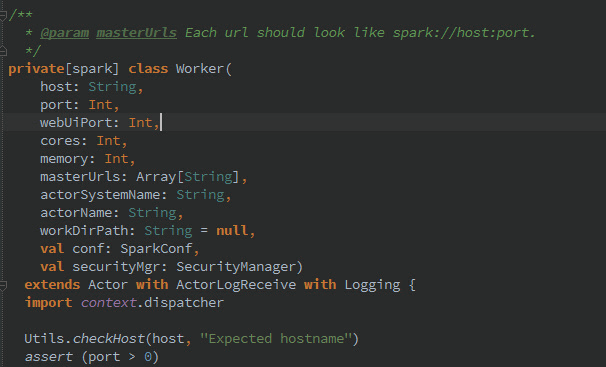 /**
 * @param masterUrls Each url should look like spark://host:port.
 */
private[spark] class Worker(
    host: String,
    port: Int,
    webUiPort: Int,
    cores: Int,
    memory: Int,
    masterUrls: Array[String],
    actorSystemName: String,
    actorName: String,
    workDirPath: String = null,
    val conf: SparkConf,
    val securityMgr: SecurityManager)
  extends Actor with ActorLogReceive with Logging {
  import context.dispatcher

  Utils.checkHost(host, "Expected hostname")
  assert (port > 0)